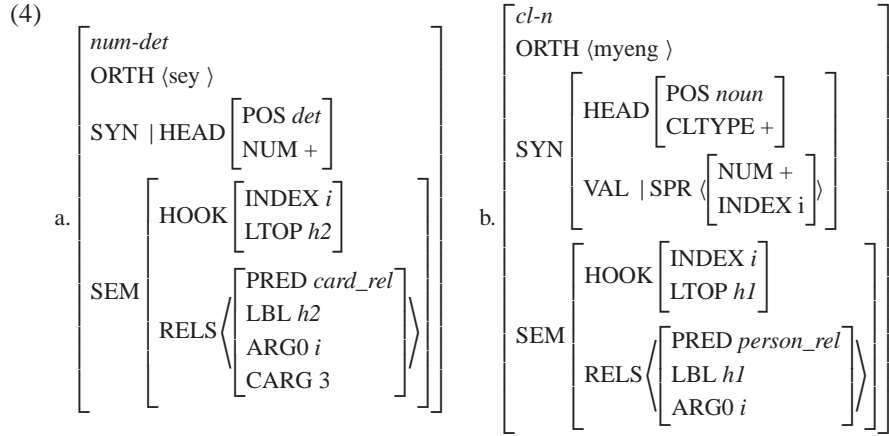 (4)
a.
num-det
ORTH ⟨sey ⟩
SYN | HEAD [POS det
NUM +]
SEM
HOOK [INDEX i
LTOP h2]
RELS ⟨[PRED card_rel
LBL h2
ARG0 i
CARG 3]⟩
b.
cl-n
ORTH ⟨myeng ⟩
SYN
HEAD [POS noun
CLTYPE +]
VAL | SPR ⟨[NUM +
INDEX i]⟩
SEM
HOOK [INDEX i
LTOP h1]
RELS ⟨[PRED person_rel
LBL h1
ARG0 i]⟩